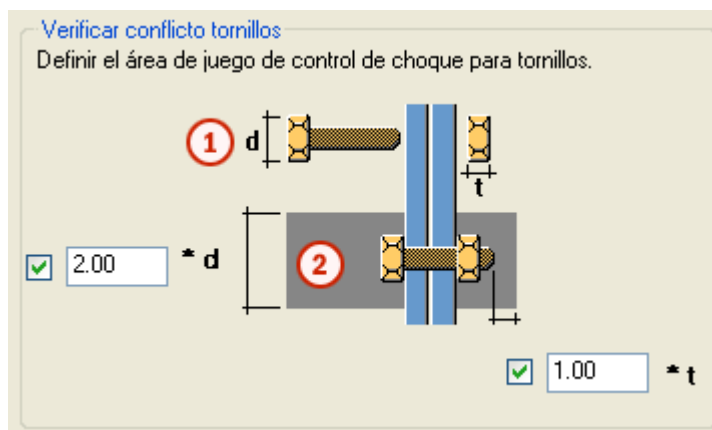 Verificar conflicto tornillos
Definir el área de juego de control de choque para tornillos.
1 d
t
2.00 * d
2
1.00 * t